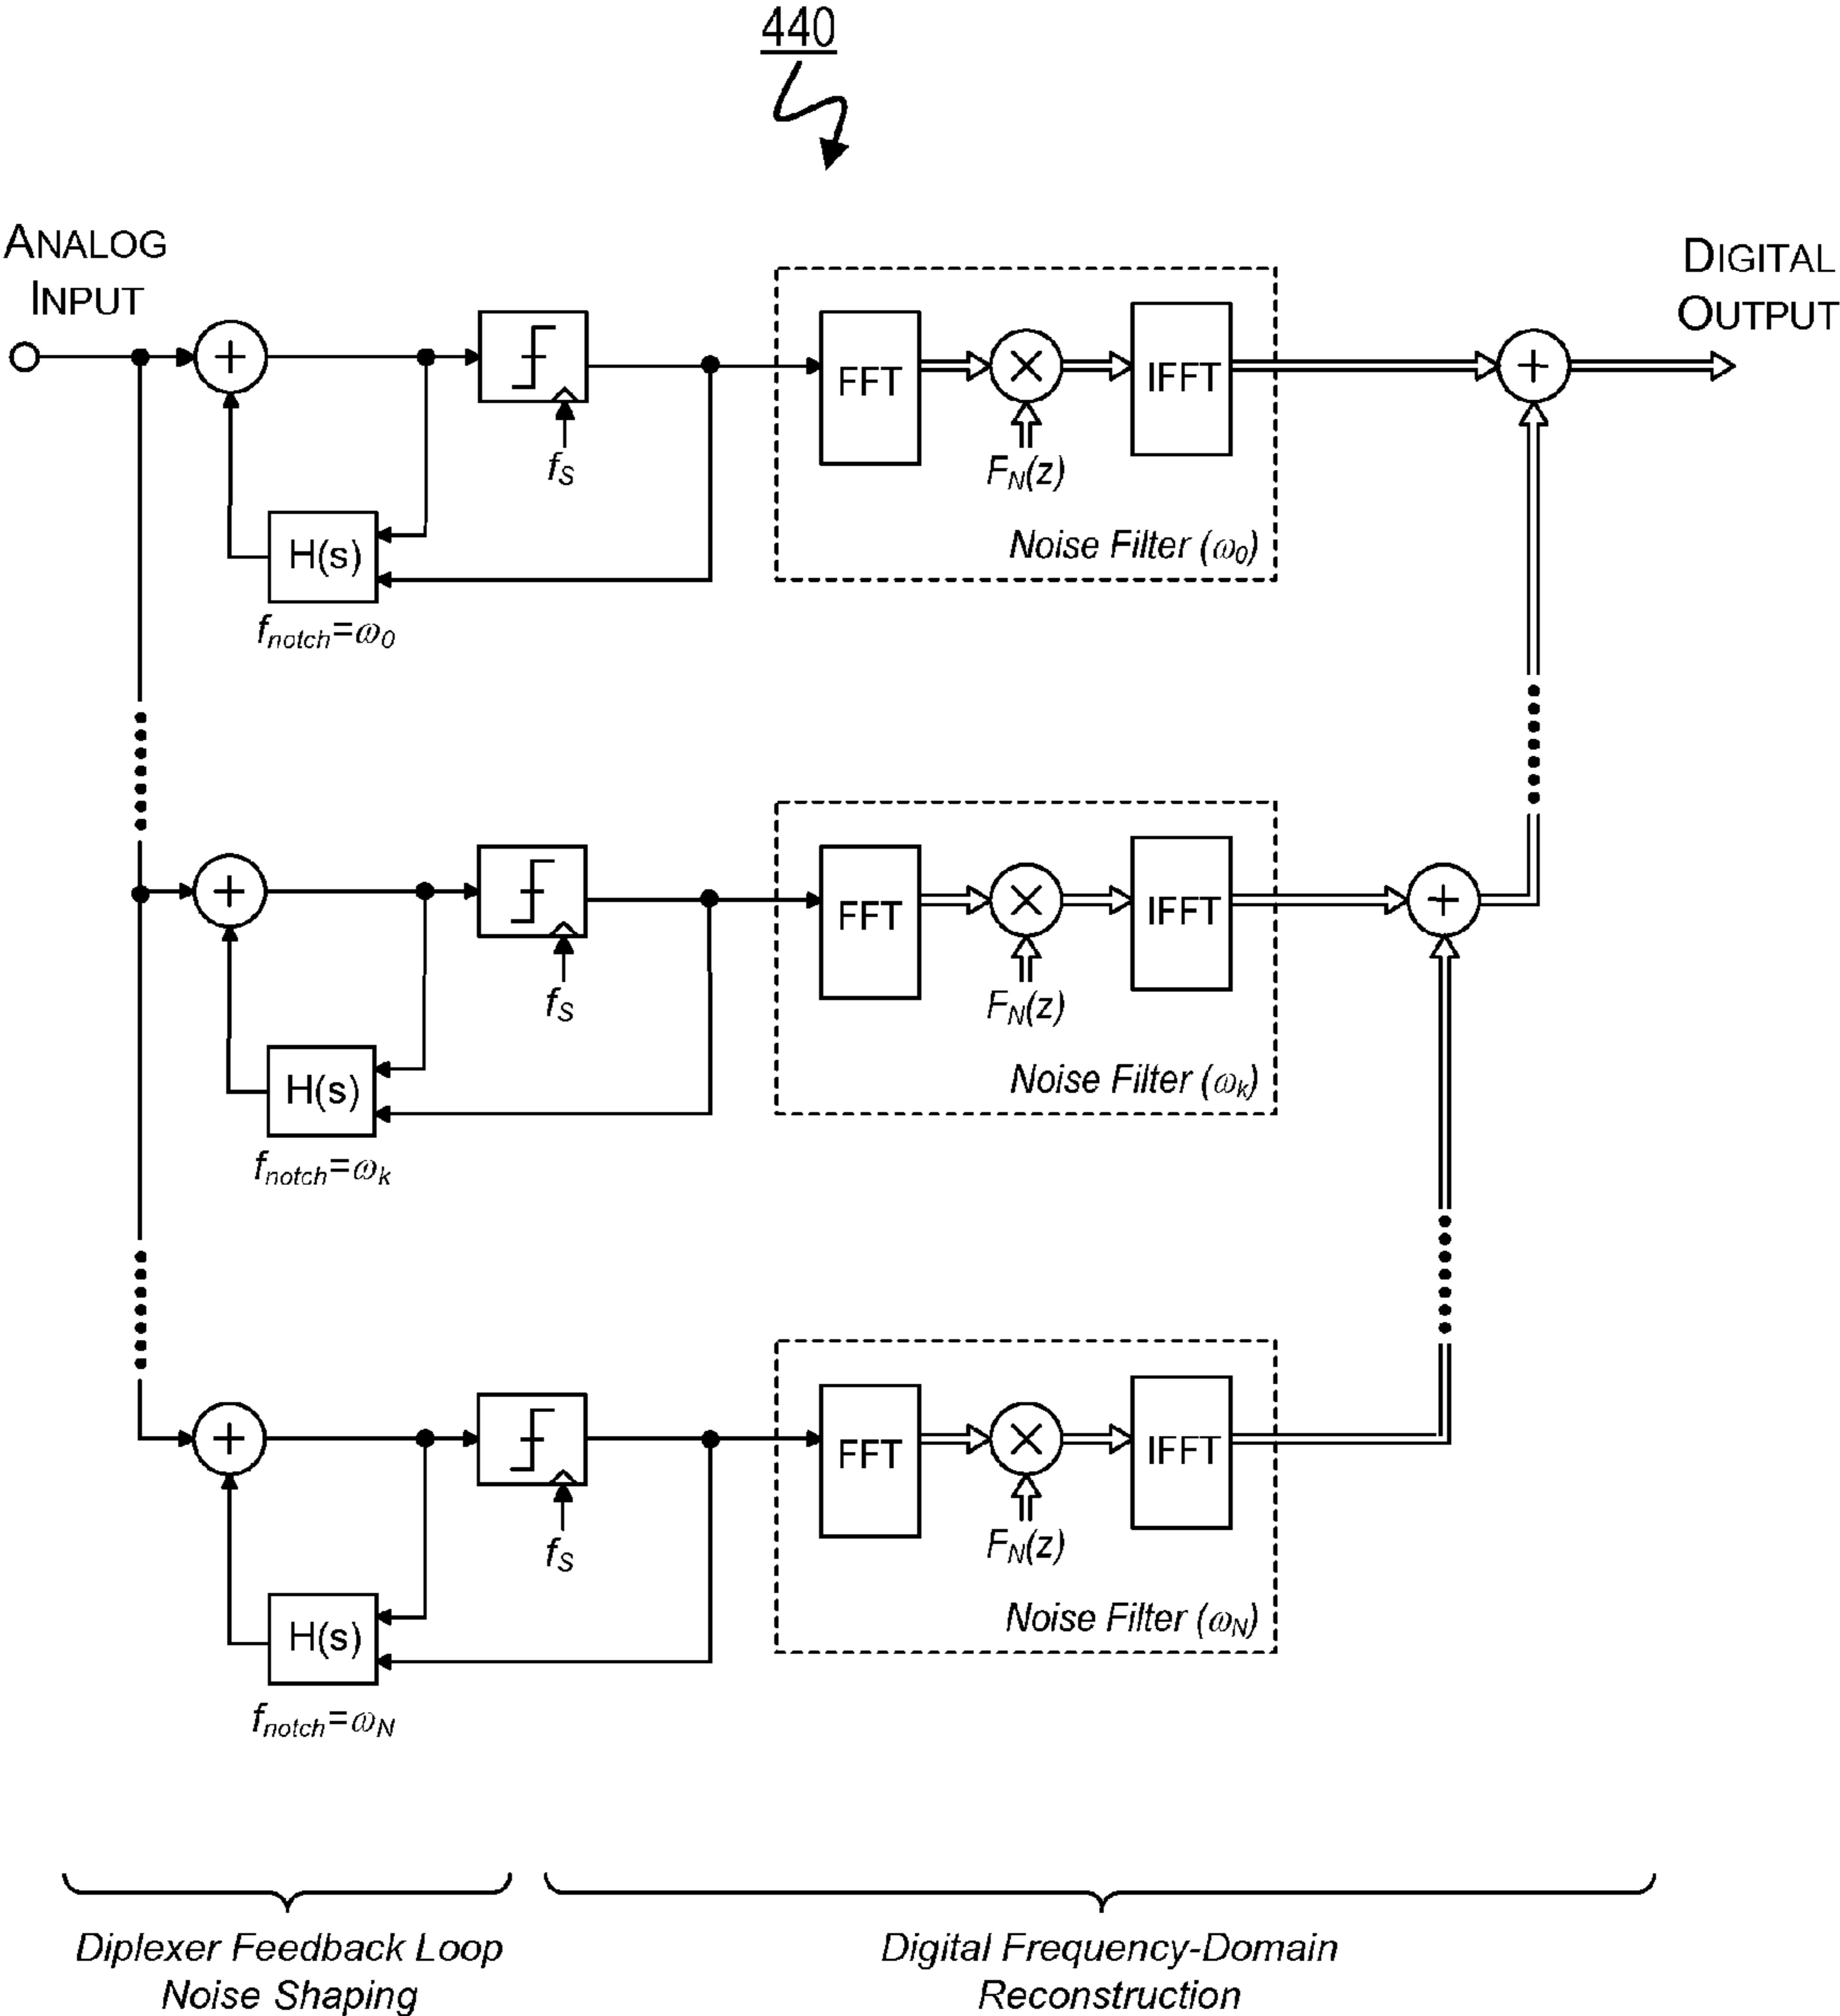 440
ANALOG
INPUT
DIGITAL
OUTPUT
FFT
IFFT
fS
FN(z)
H(s)
Noise Filter (ω0)
fnotch=ω0
FFT
IFFT
fS
FN(z)
H(s)
Noise Filter (ωk)
fnotch=ωk
FFT
IFFT
fS
FN(z)
H(s)
Noise Filter (ωN)
fnotch=ωN
Diplexer Feedback Loop
Noise Shaping
Digital Frequency-Domain
Reconstruction